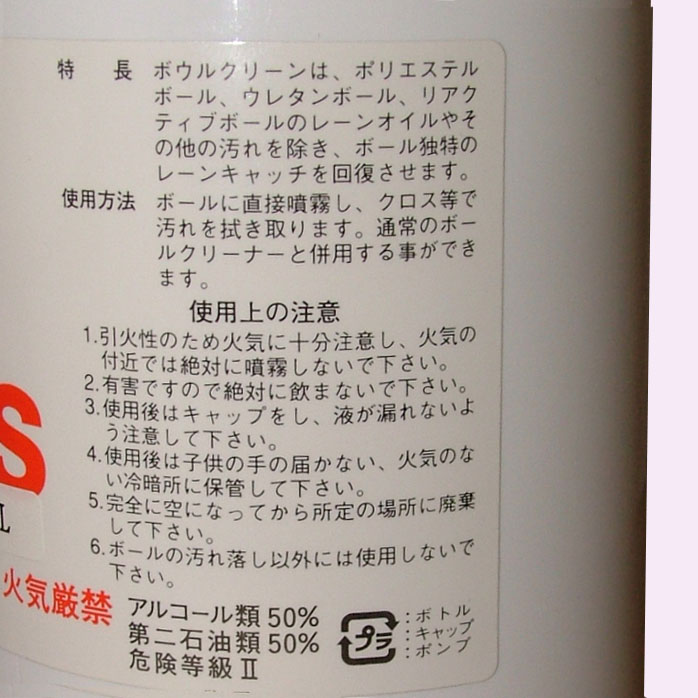 特 長 ボウルクリーンは、ポリエステル
ボール、ウレタンボール、リアク
ティブボールのレーンオイルやそ
の他の汚れを除き、ボール独特の
レーンキャッチを回復させます。
使用方法 ボールに直接噴霧し、クロス等で
汚れを拭き取ります。通常のボー
ルクリーナーと併用する事ができ
ます。
使用上の注意
1.引火性のため火気に十分注意し、火気の
付近では絶対に噴霧しないで下さい。
2.有害ですので絶対に飲まないで下さい。
3.使用後はキャップをし、液が漏れないよ
う注意して下さい。
4.使用後は子供の手の届かない、火気のな
い冷暗所に保管して下さい。
5.完全に空になってから所定の場所に廃棄
して下さい。
6.ボールの汚れ落し以外には使用しないで
下さい。
S
L
火気厳禁
アルコール類 50%
第二石油類 50%
危険等級Ⅱ
プラ
:ボトル
:キャップ
:ポンプ